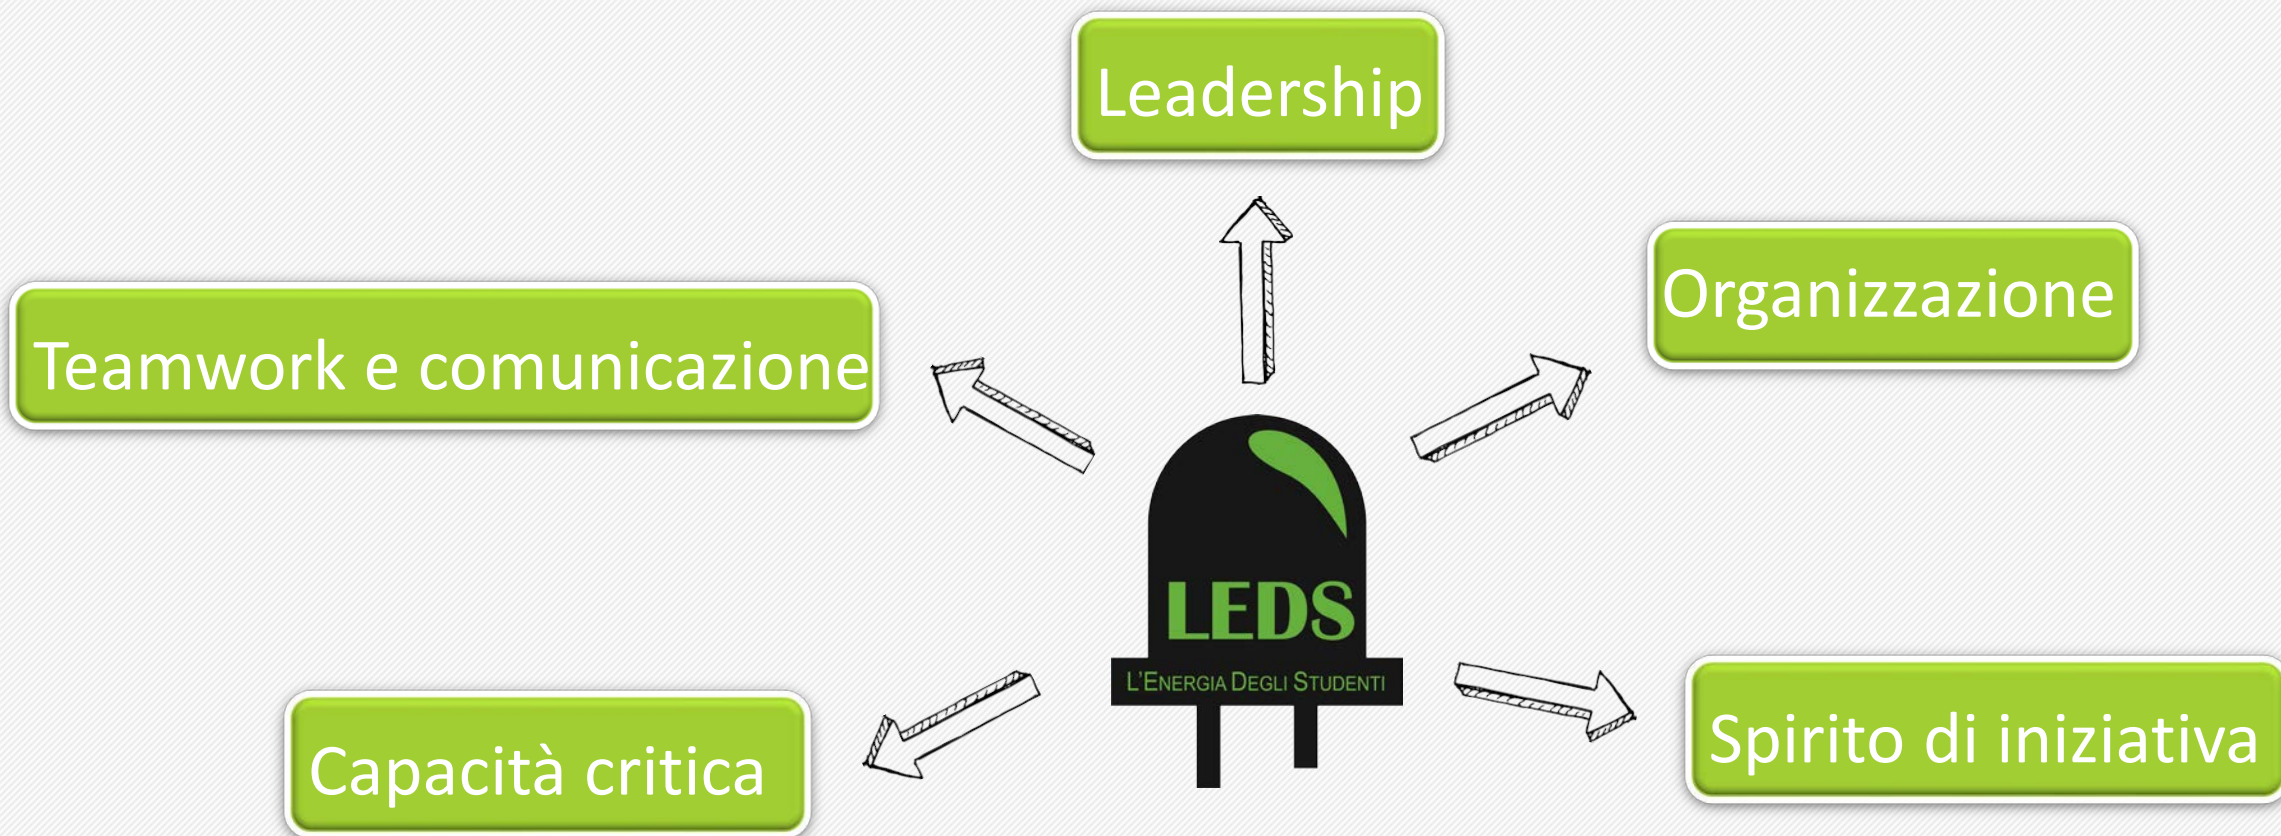 Leadership
Organizzazione
Teamwork e comunicazione
LEDS
L'ENERGIA DEGLI STUDENTI
Capacità critica
Spirito di iniziativa